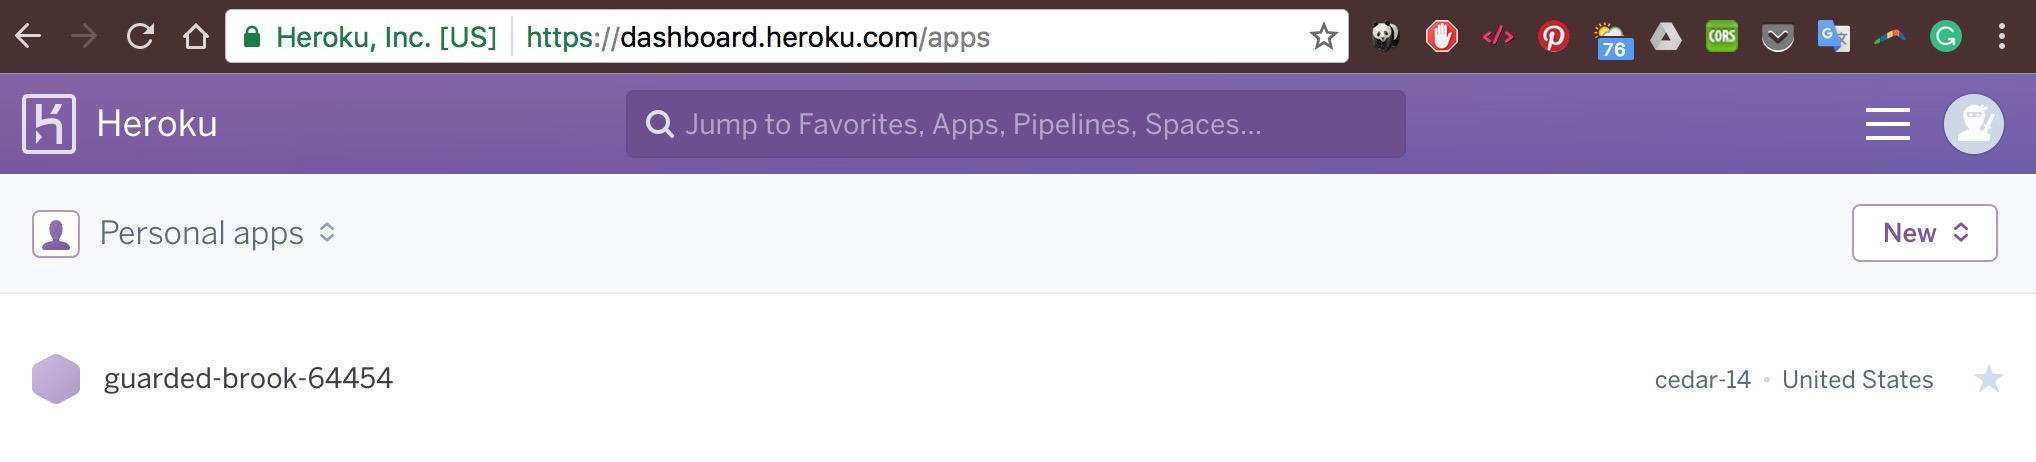 Heroku, Inc. [US] https://dashboard.heroku.com/apps
</> 76 CORS G 文 G
Heroku Jump to Favorites, Apps, Pipelines, Spaces...
Personal apps New
guarded-brook-64454 cedar-14 • United States